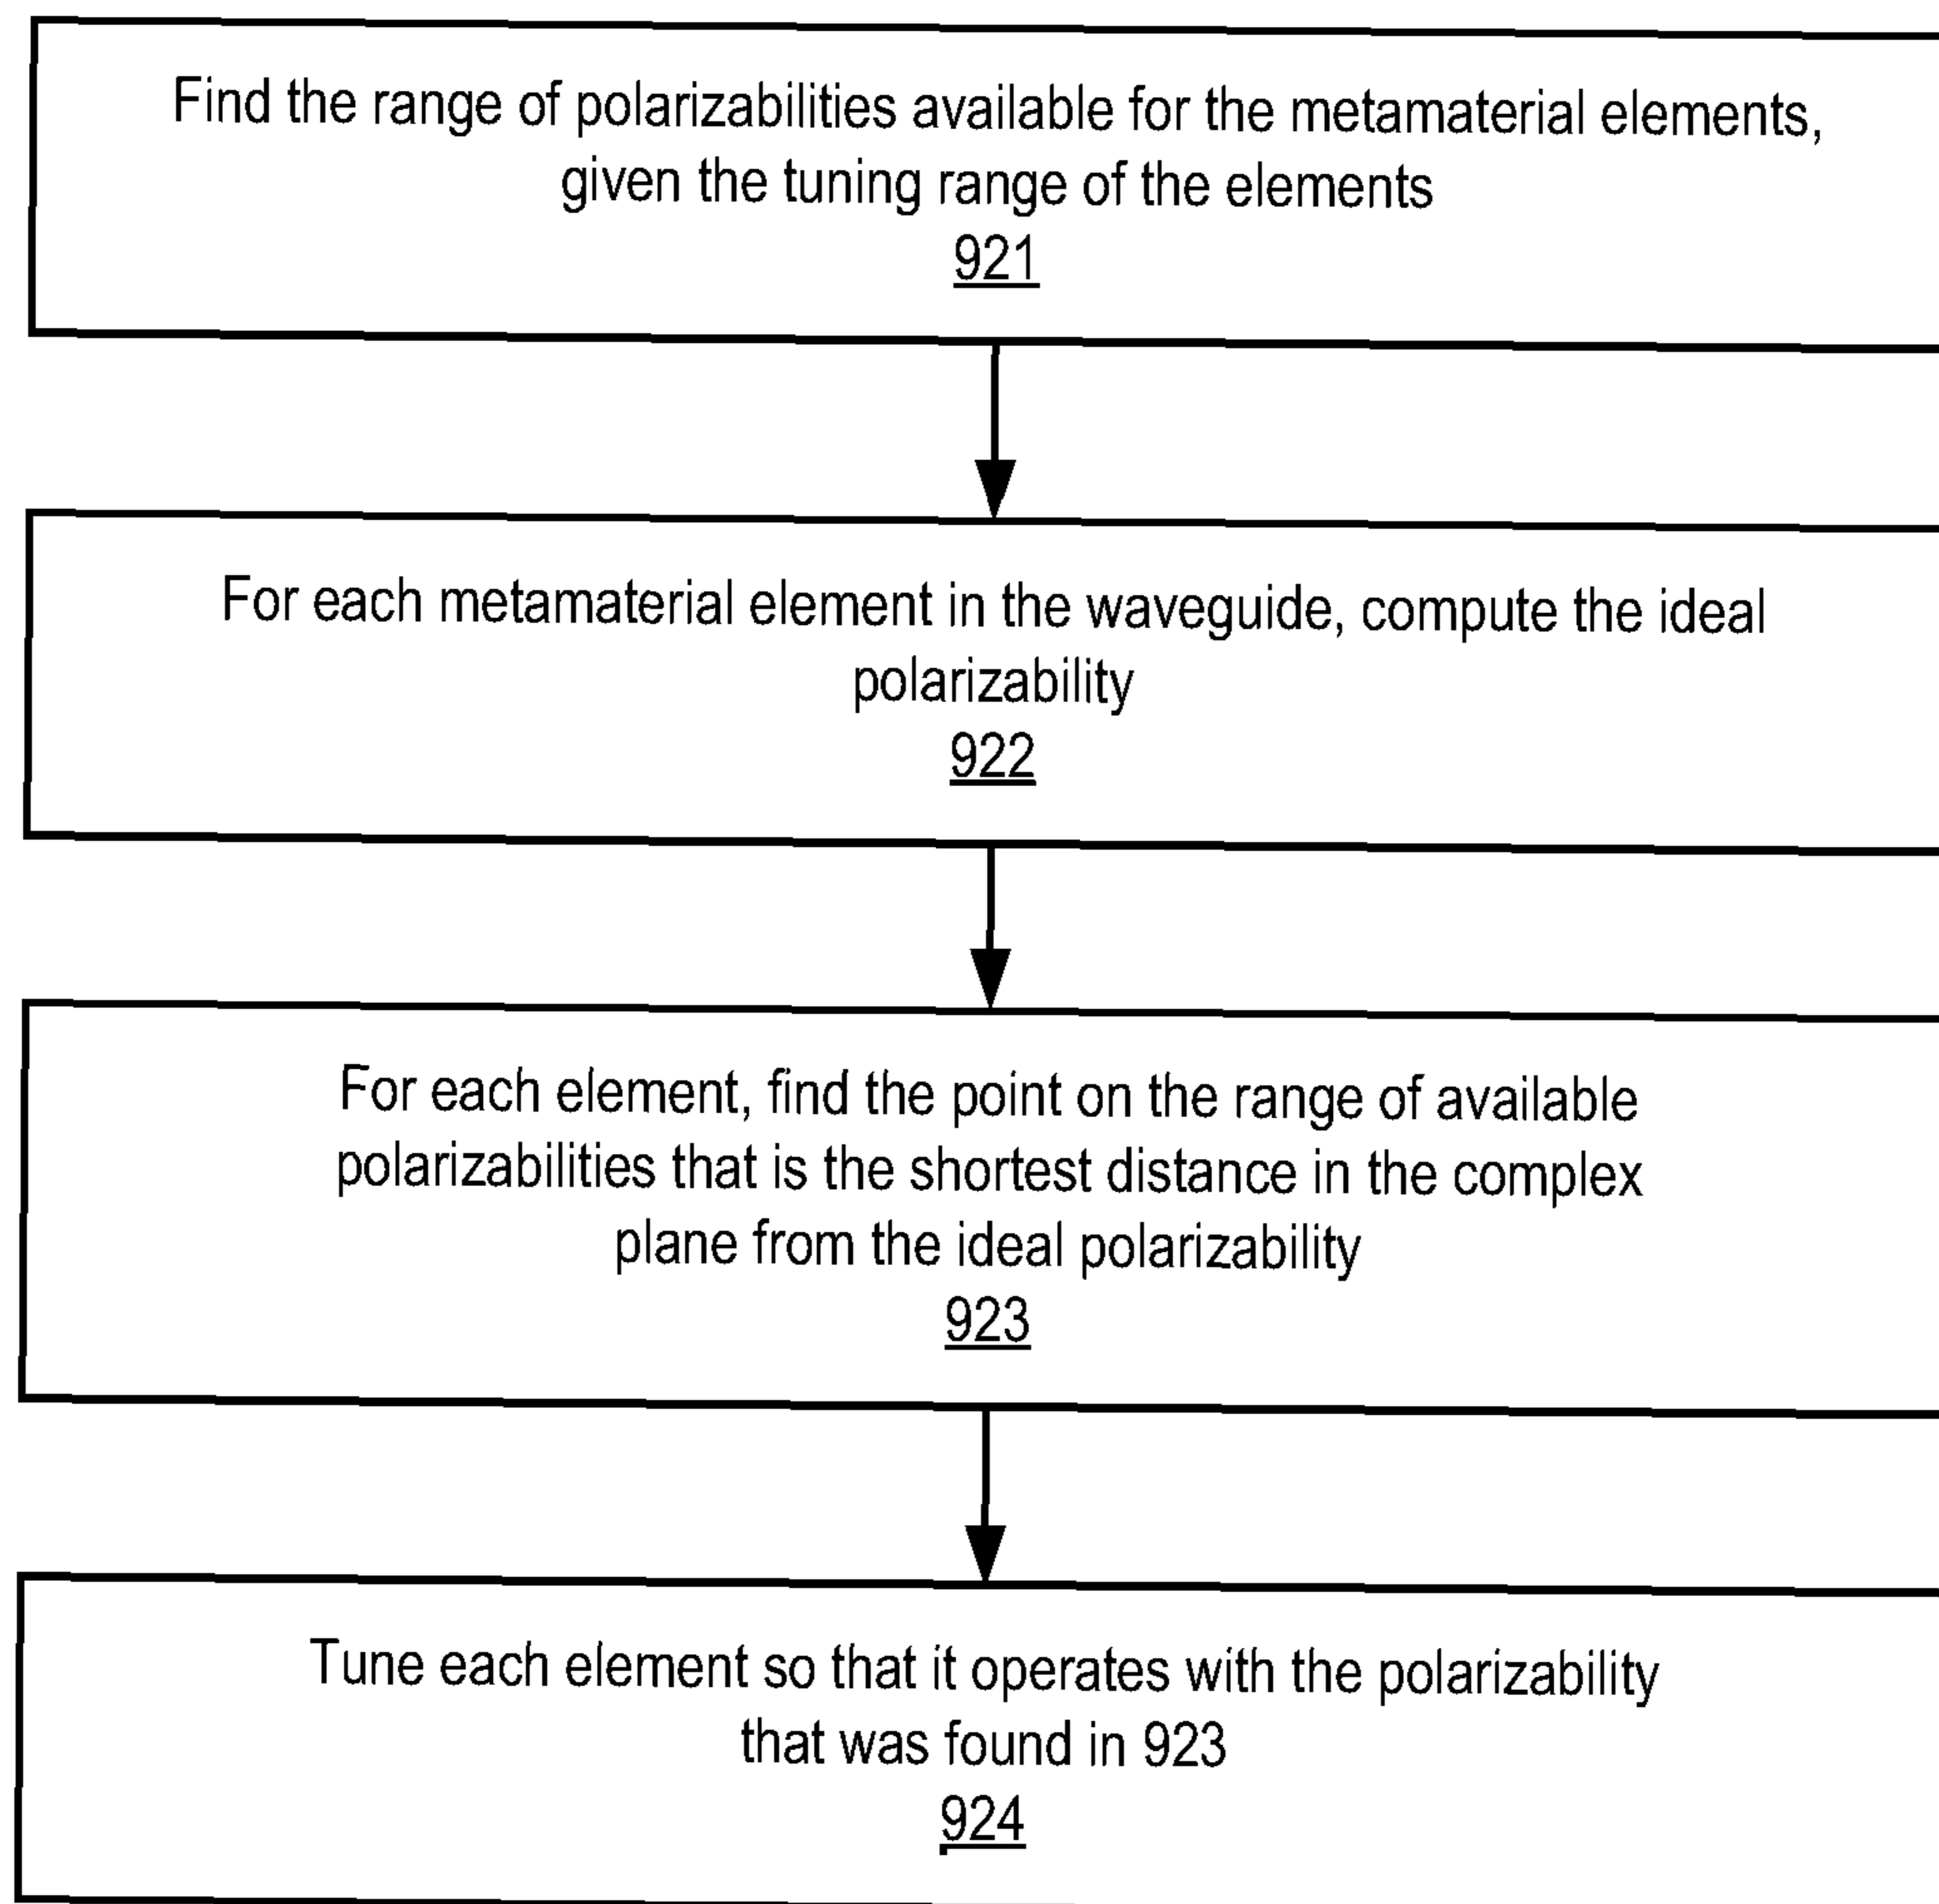 Find the range of polarizabilities available for the metamaterial elements,
given the tuning range of the elements
921
For each metamaterial element in the waveguide, compute the ideal
polarizability
922
For each element, find the point on the range of available
polarizabilities that is the shortest distance in the complex
plane from the ideal polarizability
923
Tune each element so that it operates with the polarizability
that was found in 923
924